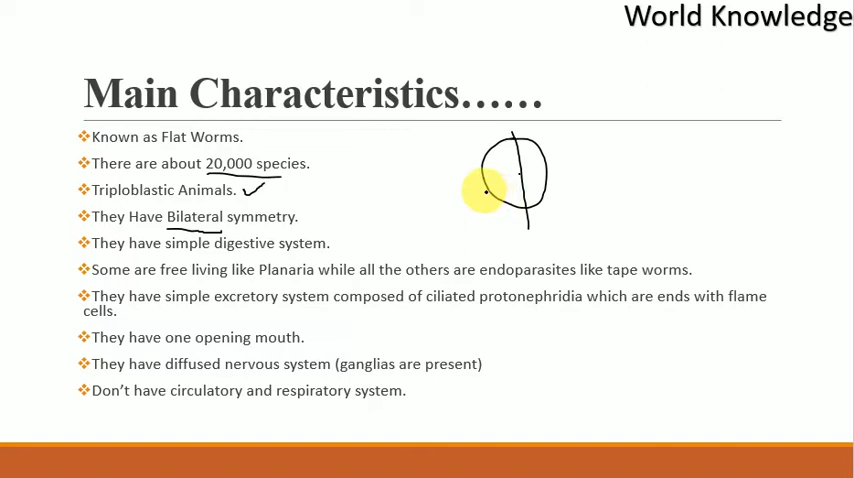 World Knowledge
Main Characteristics……
❖Known as Flat Worms.
❖There are about 20,000 species.
❖Triploblastic Animals.
❖They Have Bilateral symmetry.
❖They have simple digestive system.
❖Some are free living like Planaria while all the others are endoparasites like tape worms.
❖They have simple excretory system composed of ciliated protonephridia which are ends with flame
cells.
❖They have one opening mouth.
❖They have diffused nervous system (ganglias are present)
❖Don’t have circulatory and respiratory system.